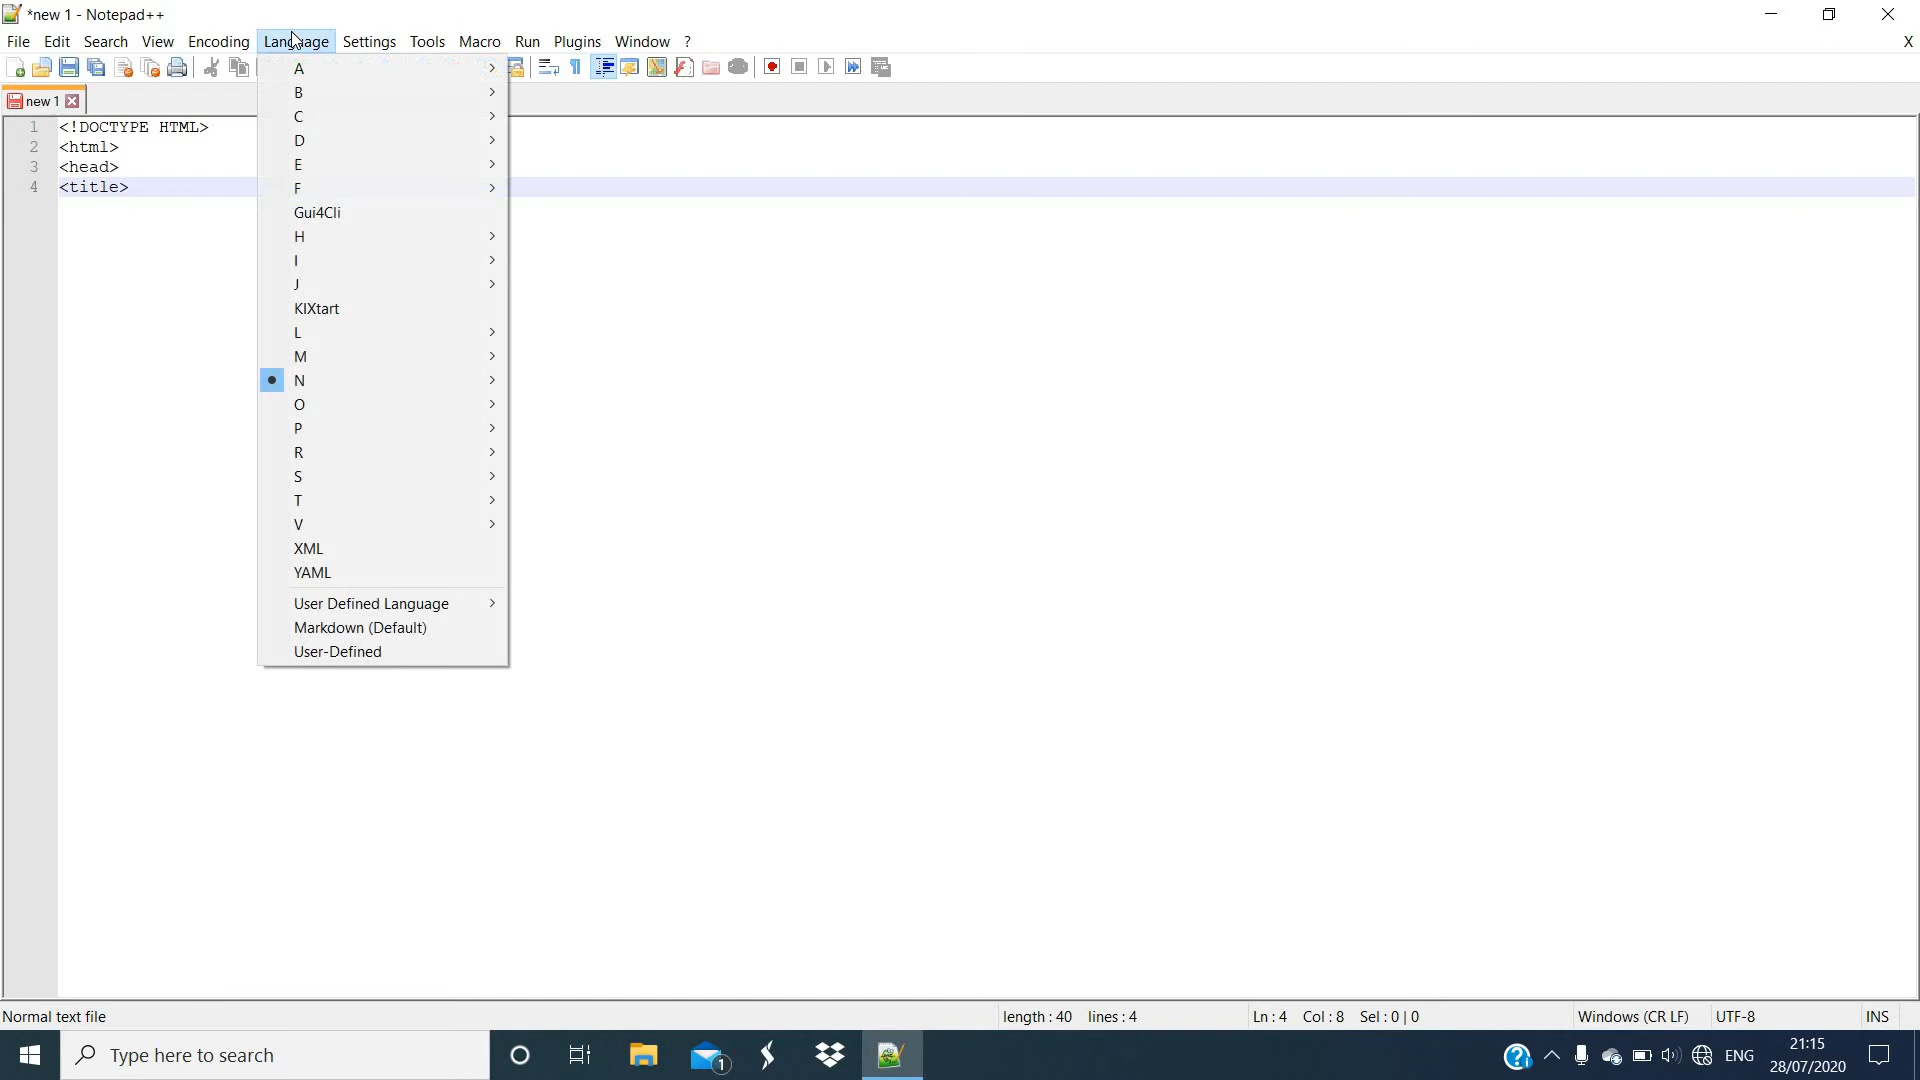 *new 1 - Notepad++
File Edit Search View Encoding Language Settings Tools Macro Run Plugins Window ? X
new 1
1 <!DOCTYPE HTML>
2 <html>
3 <head>
4 <title>
A
B
C
D
E
F
Gui4Cli
H
I
J
KIXtart
L
M
N
O
P
R
S
T
V
XML
YAML
User Defined Language
Markdown (Default)
User-Defined
Normal text file length : 40 lines : 4 Ln : 4 Col : 8 Sel : 0 | 0 Windows (CR LF) UTF-8 INS
Type here to search 1 ENG 21:15
28/07/2020